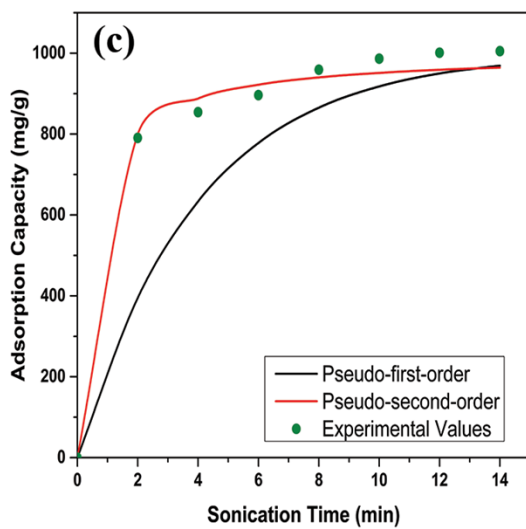 (c)
Adsorption Capacity (mg/g)
1000
800
600
400
200
0
0 2 4 6 8 10 12 14
Sonication Time (min)
Pseudo-first-order
Pseudo-second-order
Experimental Values